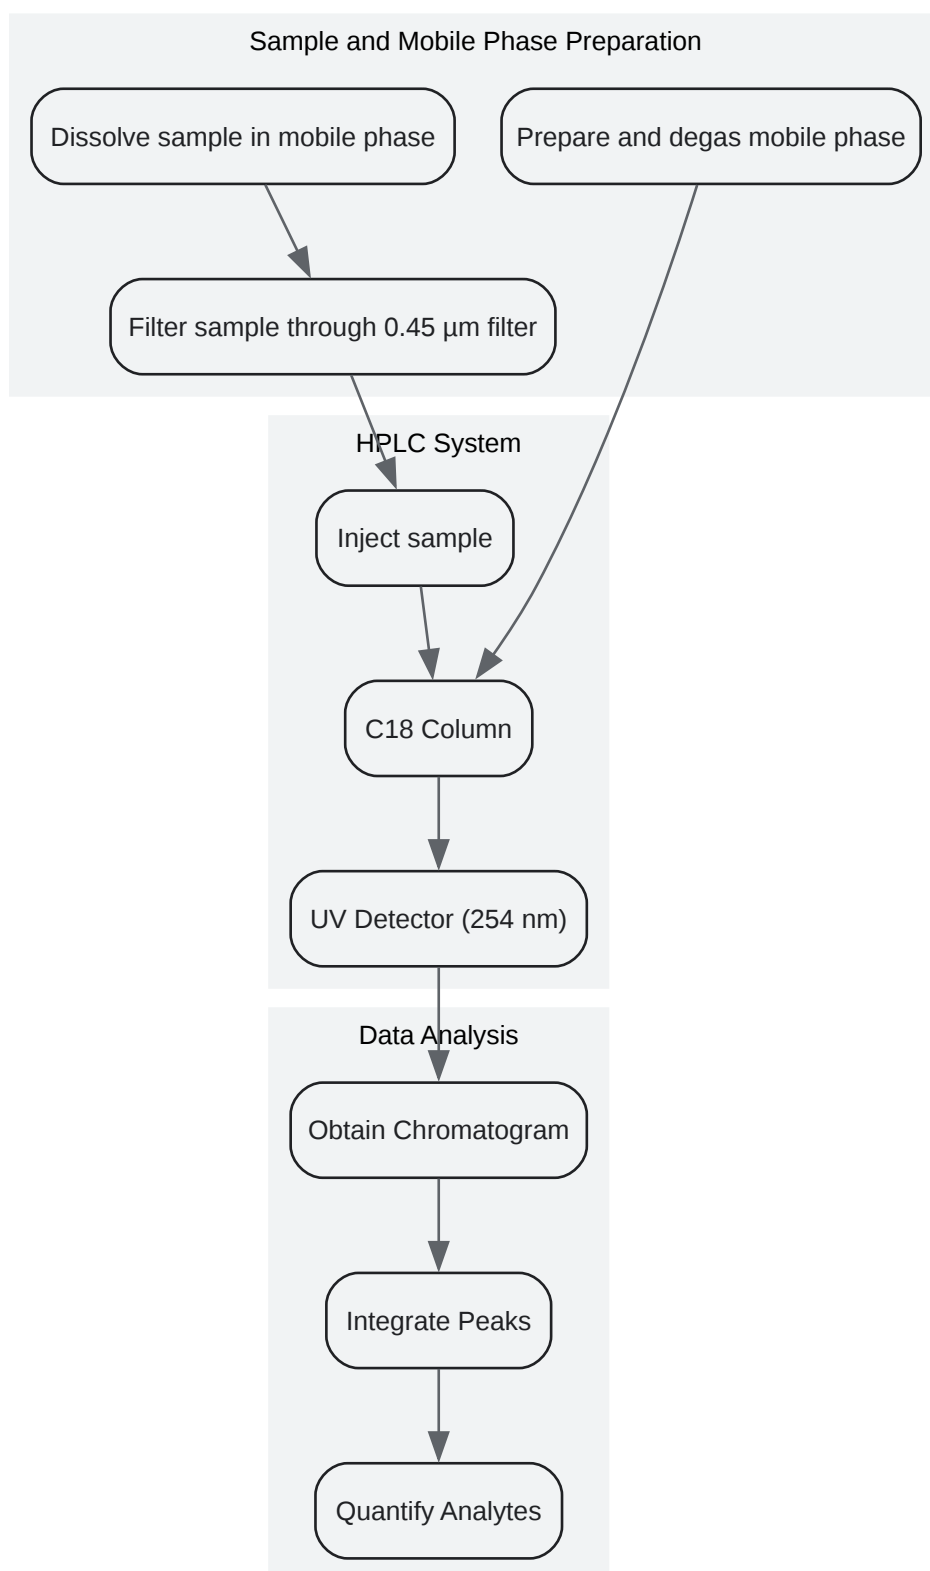 Sample and Mobile Phase Preparation
Dissolve sample in mobile phase
Prepare and degas mobile phase
Filter sample through 0.45 µm filter
HPLC System
Inject sample
C18 Column
UV Detector (254 nm)
Data Analysis
Obtain Chromatogram
Integrate Peaks
Quantify Analytes